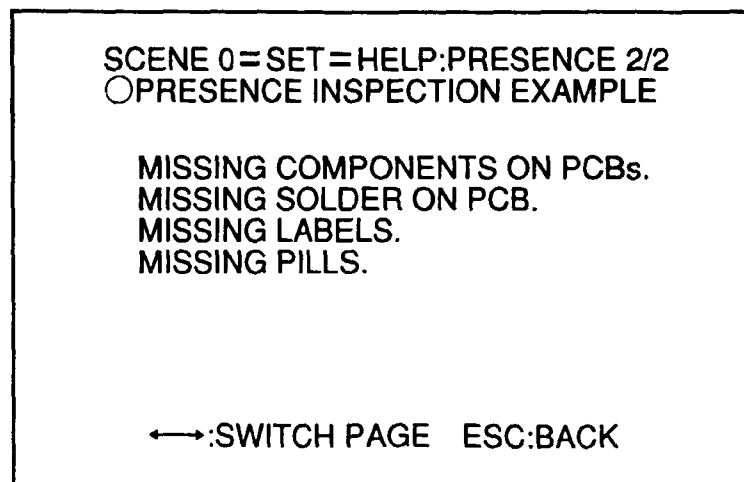 SCENE 0=SET=HELP:PRESENCE 2/2
○PRESENCE INSPECTION EXAMPLE
MISSING COMPONENTS ON PCBs.
MISSING SOLDER ON PCB.
MISSING LABELS.
MISSING PILLS.
←→:SWITCH PAGE ESC:BACK